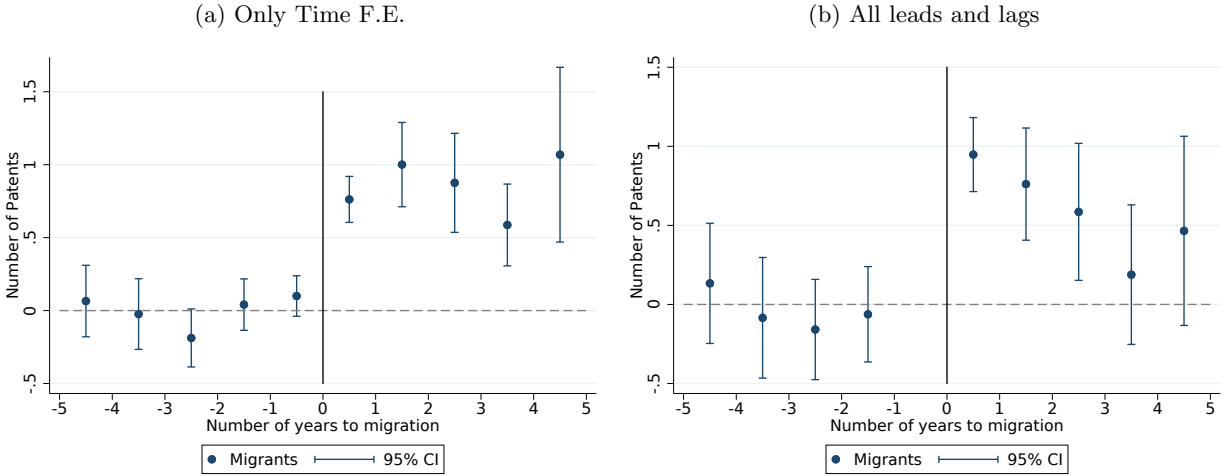 (a) Only Time F.E.
Number of Patents
1.5
1
.5
0
-.5
-5 -4 -3 -2 -1 0 1 2 3 4 5
Number of years to migration
Migrants 95% CI
(b) All leads and lags
Number of Patents
1.5
1
.5
0
-.5
-5 -4 -3 -2 -1 0 1 2 3 4 5
Number of years to migration
Migrants 95% CI